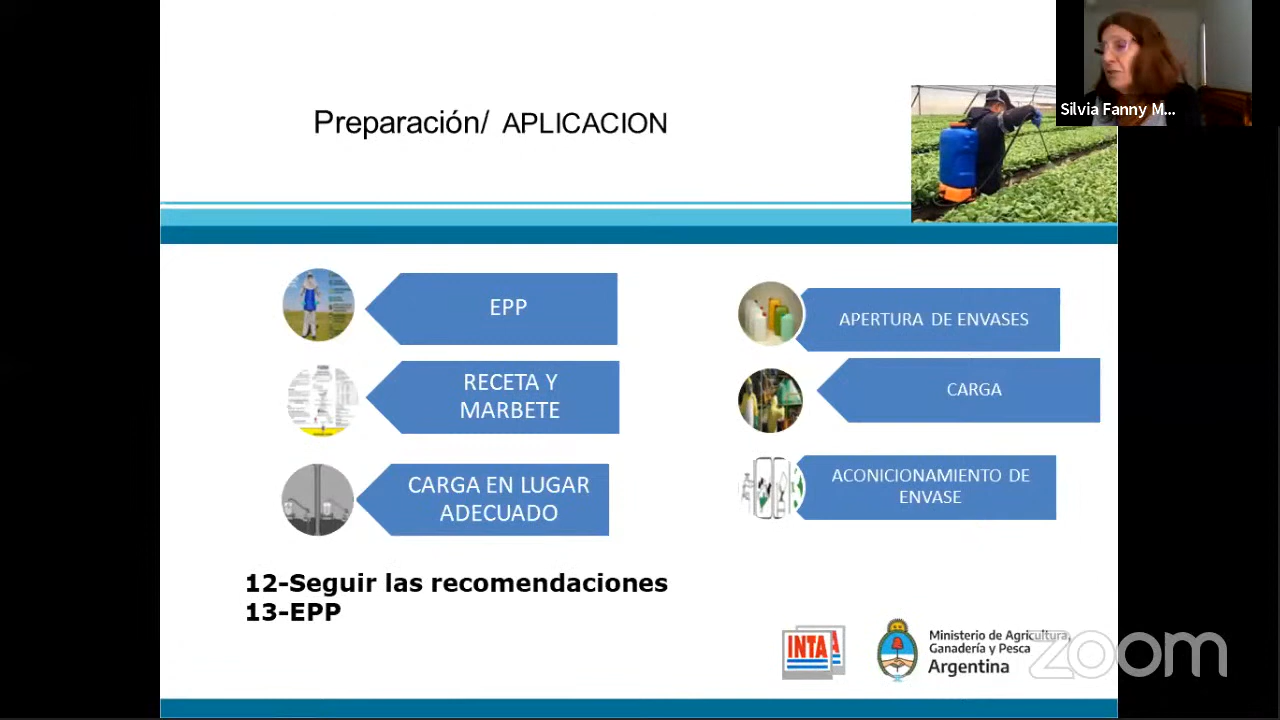 Preparación/ APLICACION
Silvia Fanny M...
EPP
RECETA Y
MARBETE
CARGA EN LUGAR
ADECUADO
APERTURA DE ENVASES
CARGA
ACONICIONAMIENTO DE
ENVASE
12-Seguir las recomendaciones
13-EPP
INTA
Ministerio de Agricultura,
Ganadería y Pesca
Argentina
zoom